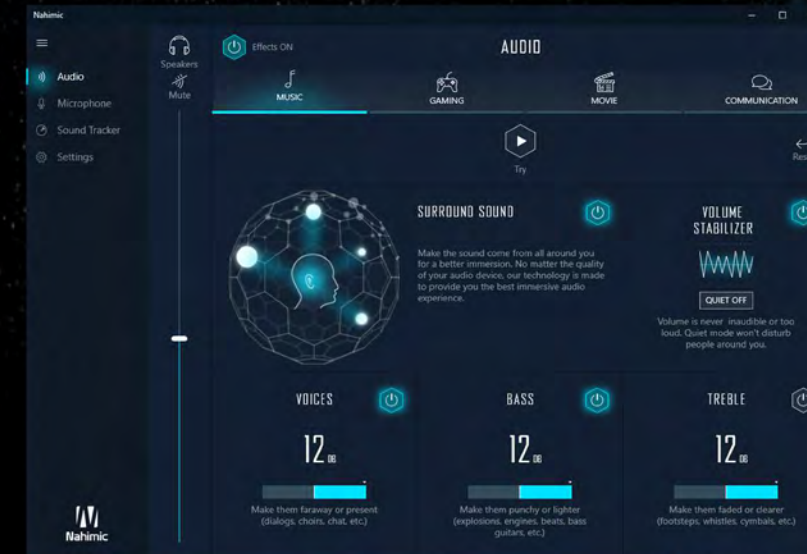 Nahimic
Speakers
Mute
Audio
Microphone
Sound Tracker
Settings
Nahimic
Effects ON
AUDIO
MUSIC
GAMING
MOVIE
COMMUNICATION
Try
SURROUND SOUND
Make the sound come from all around you
for a better immersion. No matter the quality
of your audio device, our technology is made
to provide you the best immersive audio
experience.
VOLUME
STABILIZER
QUIET OFF
Volume is never inaudible or too
loud. Quiet mode won't disturb
people around you.
VOICES
12 DB
Make them faraway or present
(dialogs, choirs, chat, etc.)
BASS
12 DB
Make them punchy or lighter
(explosions, engines, beats, bass
guitars, etc.)
TREBLE
12 DB
Make them faded or clearer
(footsteps, whistles, cymbals, etc.)